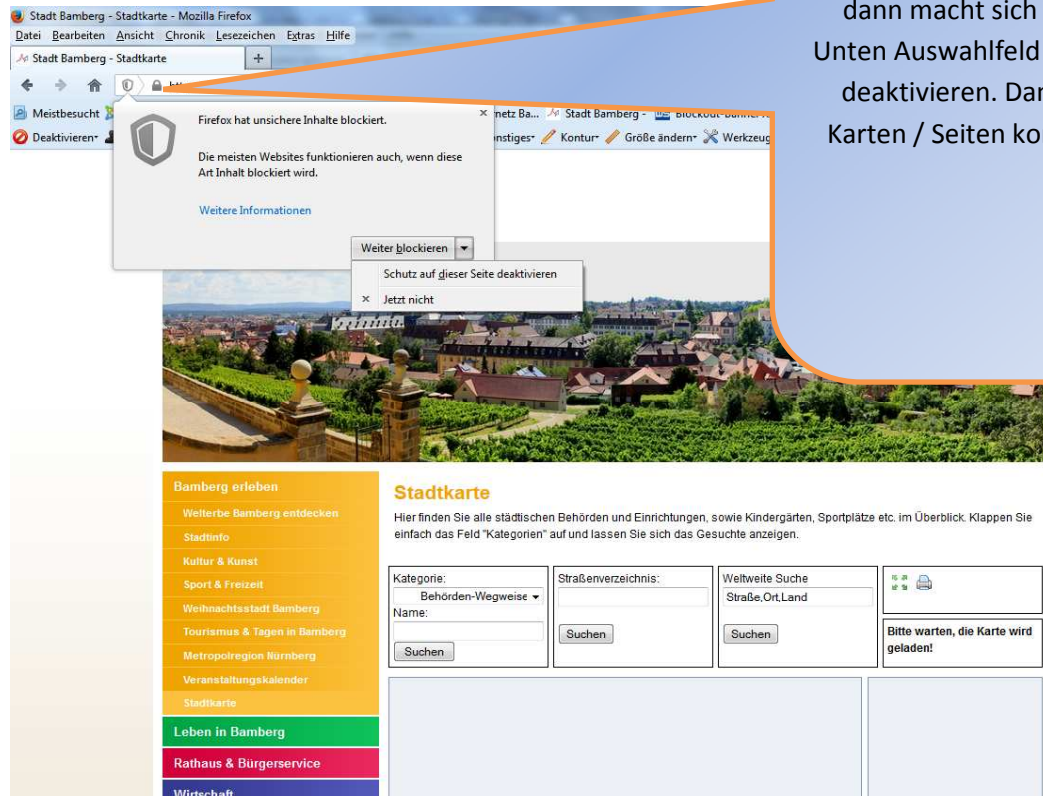 Stadt Bamberg - Stadtkarte - Mozilla Firefox
Datei Bearbeiten Ansicht Chronik Lesezeichen Extras Hilfe
Stadt Bamberg - Stadtkarte
dann macht sich
Unten Auswahlfeld
deaktivieren.
Karten / Seiten
Meistbesucht
Stadt Bamberg -
Deaktivieren
Kontur Größe ändern
Firefox hat unsichere Inhalte blockiert.
Die meisten Websites funktionieren auch, wenn diese
Art Inhalt blockiert wird.
Weitere Informationen
Weiter blockieren
Schutz auf dieser Seite deaktivieren
Jetzt nicht
Bamberg erleben
Welterbe Bamberg entdecken
Stadtinfo
Kultur & Kunst
Sport & Freizeit
Weihnachtsstadt Bamberg
Tourismus & Tagen in Bamberg
Metropolregion Nürnberg
Veranstaltungskalender
Stadtkarte
Leben in Bamberg
Rathaus & Bürgerservice
Wirtschaft
Stadtkarte
Hier finden Sie alle städtischen Behörden und Einrichtungen, sowie Kindergärten, Sportplätze etc. im Überblick. Klappen Sie
einfach das Feld "Kategorien" auf und lassen Sie sich das Gesuchte anzeigen.
Kategorie:
Behörden-Wegweise
Name:
Suchen
Straßenverzeichnis:
Suchen
Weltweite Suche
Straße,Ort,Land
Suchen
Bitte warten, die Karte wird
geladen!